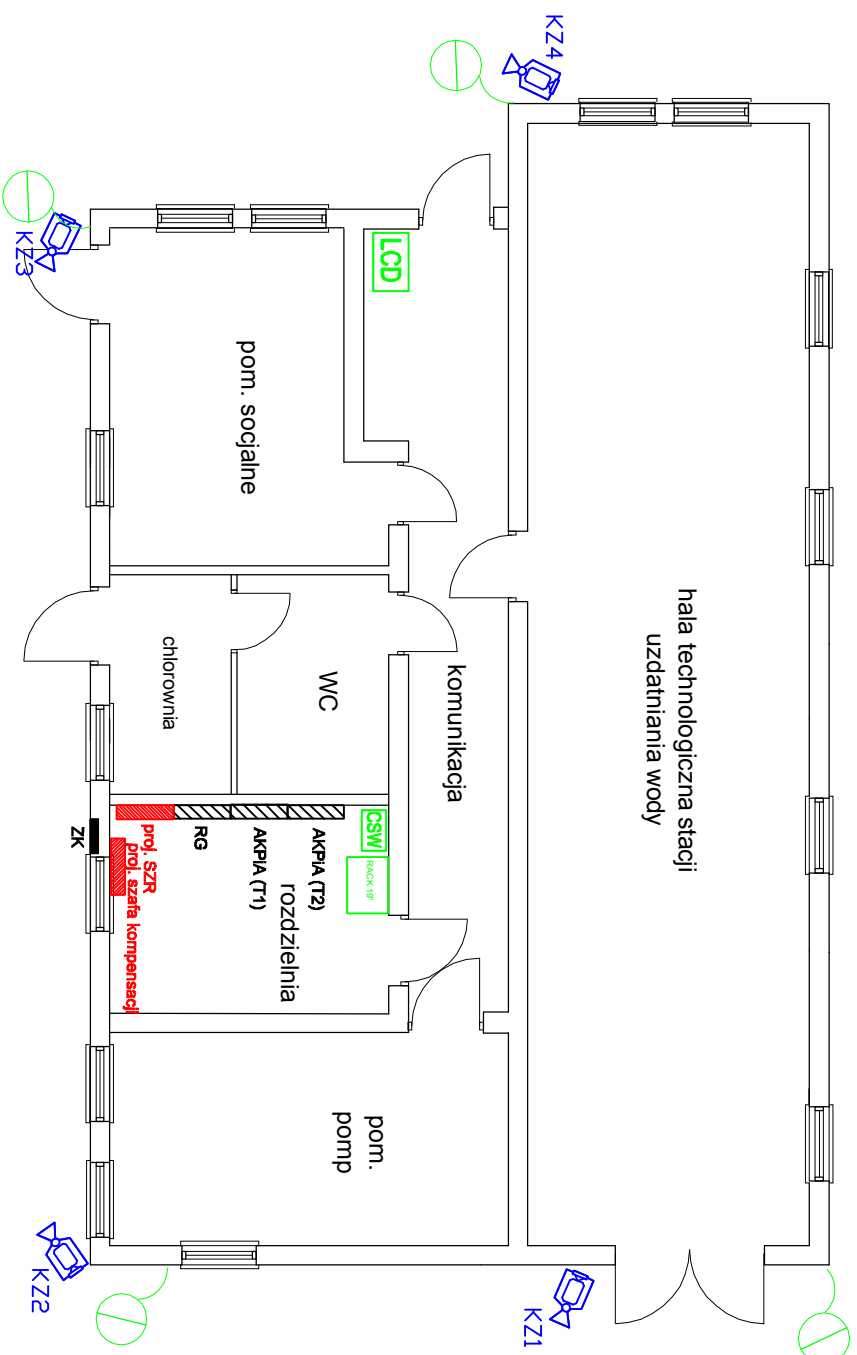 KZ4
KZ3
LCD
pom. socjalne
hala technologiczna stacji
uzdatniania wody
komunikacja
WC
chlorownia
CSW
RACK 19"
AKPiA (T2)
AKPiA (T1)
RG
proj. SZR
proj. szafa kompensacji
ZK
rozdzielnia
pom.
pomp
KZ1
KZ2